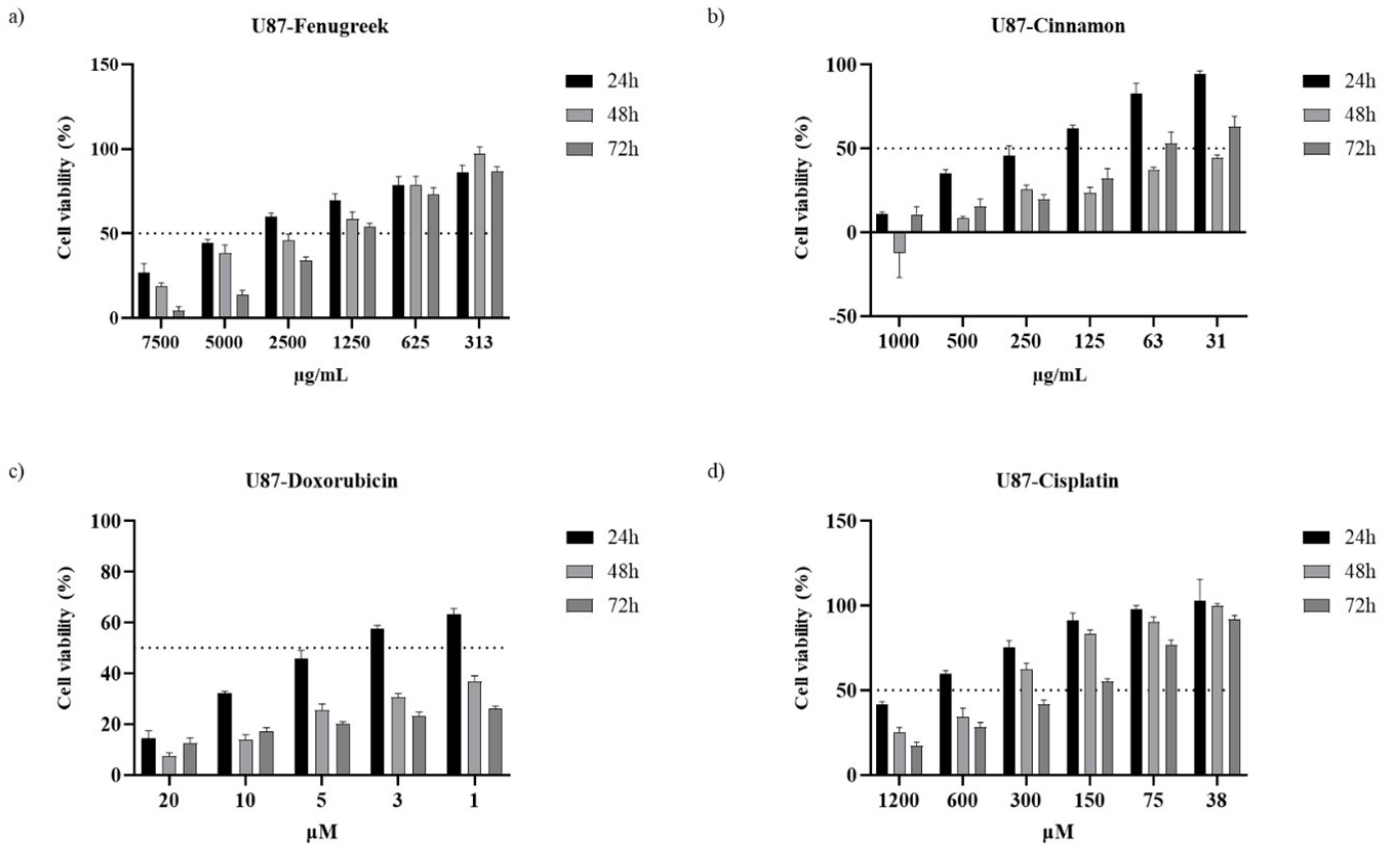 a)
U87-Fenugreek
150
100
50
0
Cell viability (%)
7500 5000 2500 1250 625 313
µg/mL
24h
48h
72h
b)
U87-Cinnamon
100
50
0
-50
Cell viability (%)
1000 500 250 125 63 31
µg/mL
24h
48h
72h
c)
U87-Doxorubicin
100
80
60
40
20
0
Cell viability (%)
20 10 5 3 1
µM
24h
48h
72h
d)
U87-Cisplatin
150
100
50
0
Cell viability (%)
1200 600 300 150 75 38
µM
24h
48h
72h